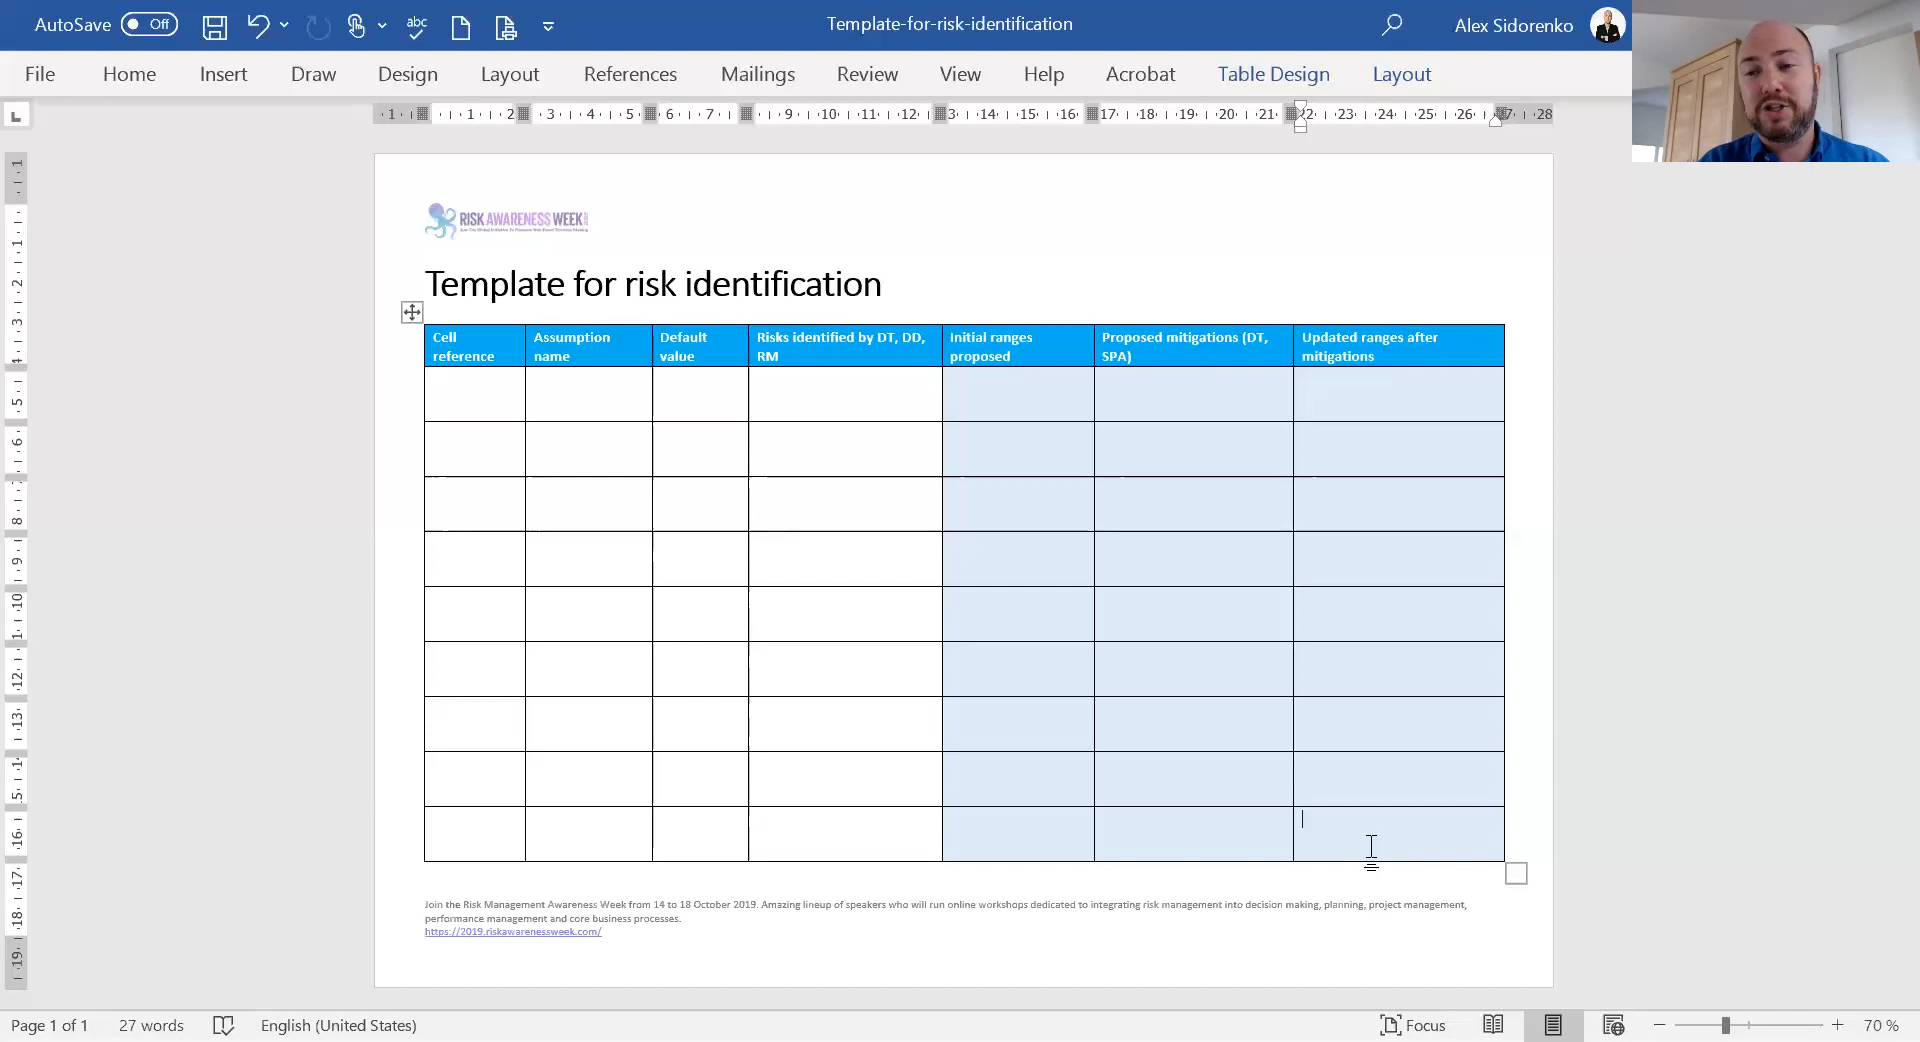 AutoSave Off
abc
Template-for-risk-identification
Alex Sidorenko
File Home Insert Draw Design Layout References Mailings Review View Help Acrobat Table Design Layout
RISK AWARENESS WEEK
Template for risk identification
Cell reference
Assumption name
Default value
Risks identified by DT, DD, RM
Initial ranges proposed
Proposed mitigations (DT, SPA)
Updated ranges after mitigations
Join the Risk Management Awareness Week from 14 to 18 October 2019. Amazing lineup of speakers who will run online workshops dedicated to integrating risk management into decision making, planning, project management,
performance management and core business processes.
https://2019.riskawarenessweek.com/
Page 1 of 1 27 words English (United States) Focus 70 %